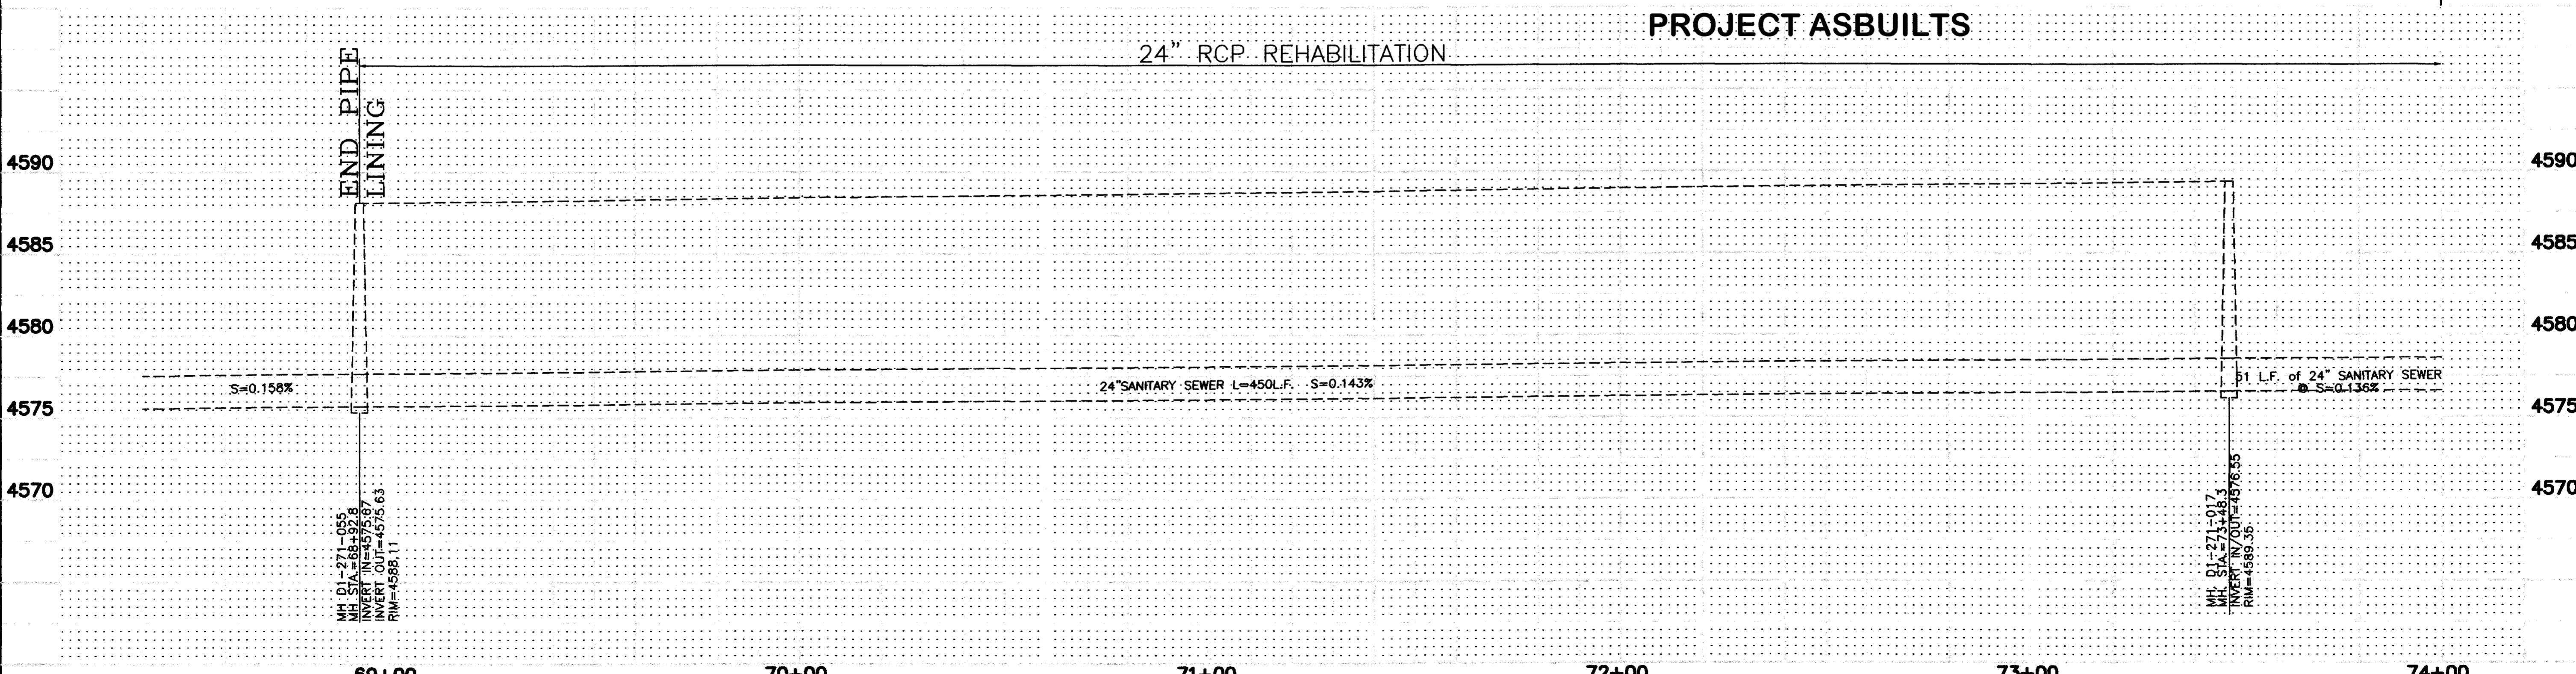 PROJECT ASBUILTS
24" RCP REHABILITATION
END PIPE
LINING
4590
4590
4585
4585
4580
4580
S=0.158%
24"SANITARY SEWER L=450L.F. S=0.143%
51 L.F. of 24" SANITARY SEWER
@ S=0.136%
4575
4575
4570
4570
MH D1-271-055
MH STA.=68+92.8
INVERT IN=4575.67
INVERT OUT=4575.63
RIM=4588.11
MH. D1-271-017
MH. STA.=73+48.3
INVERT IN/OUT=4576.55
RIM=4589.35
69+00
70+00
71+00
72+00
73+00
74+00